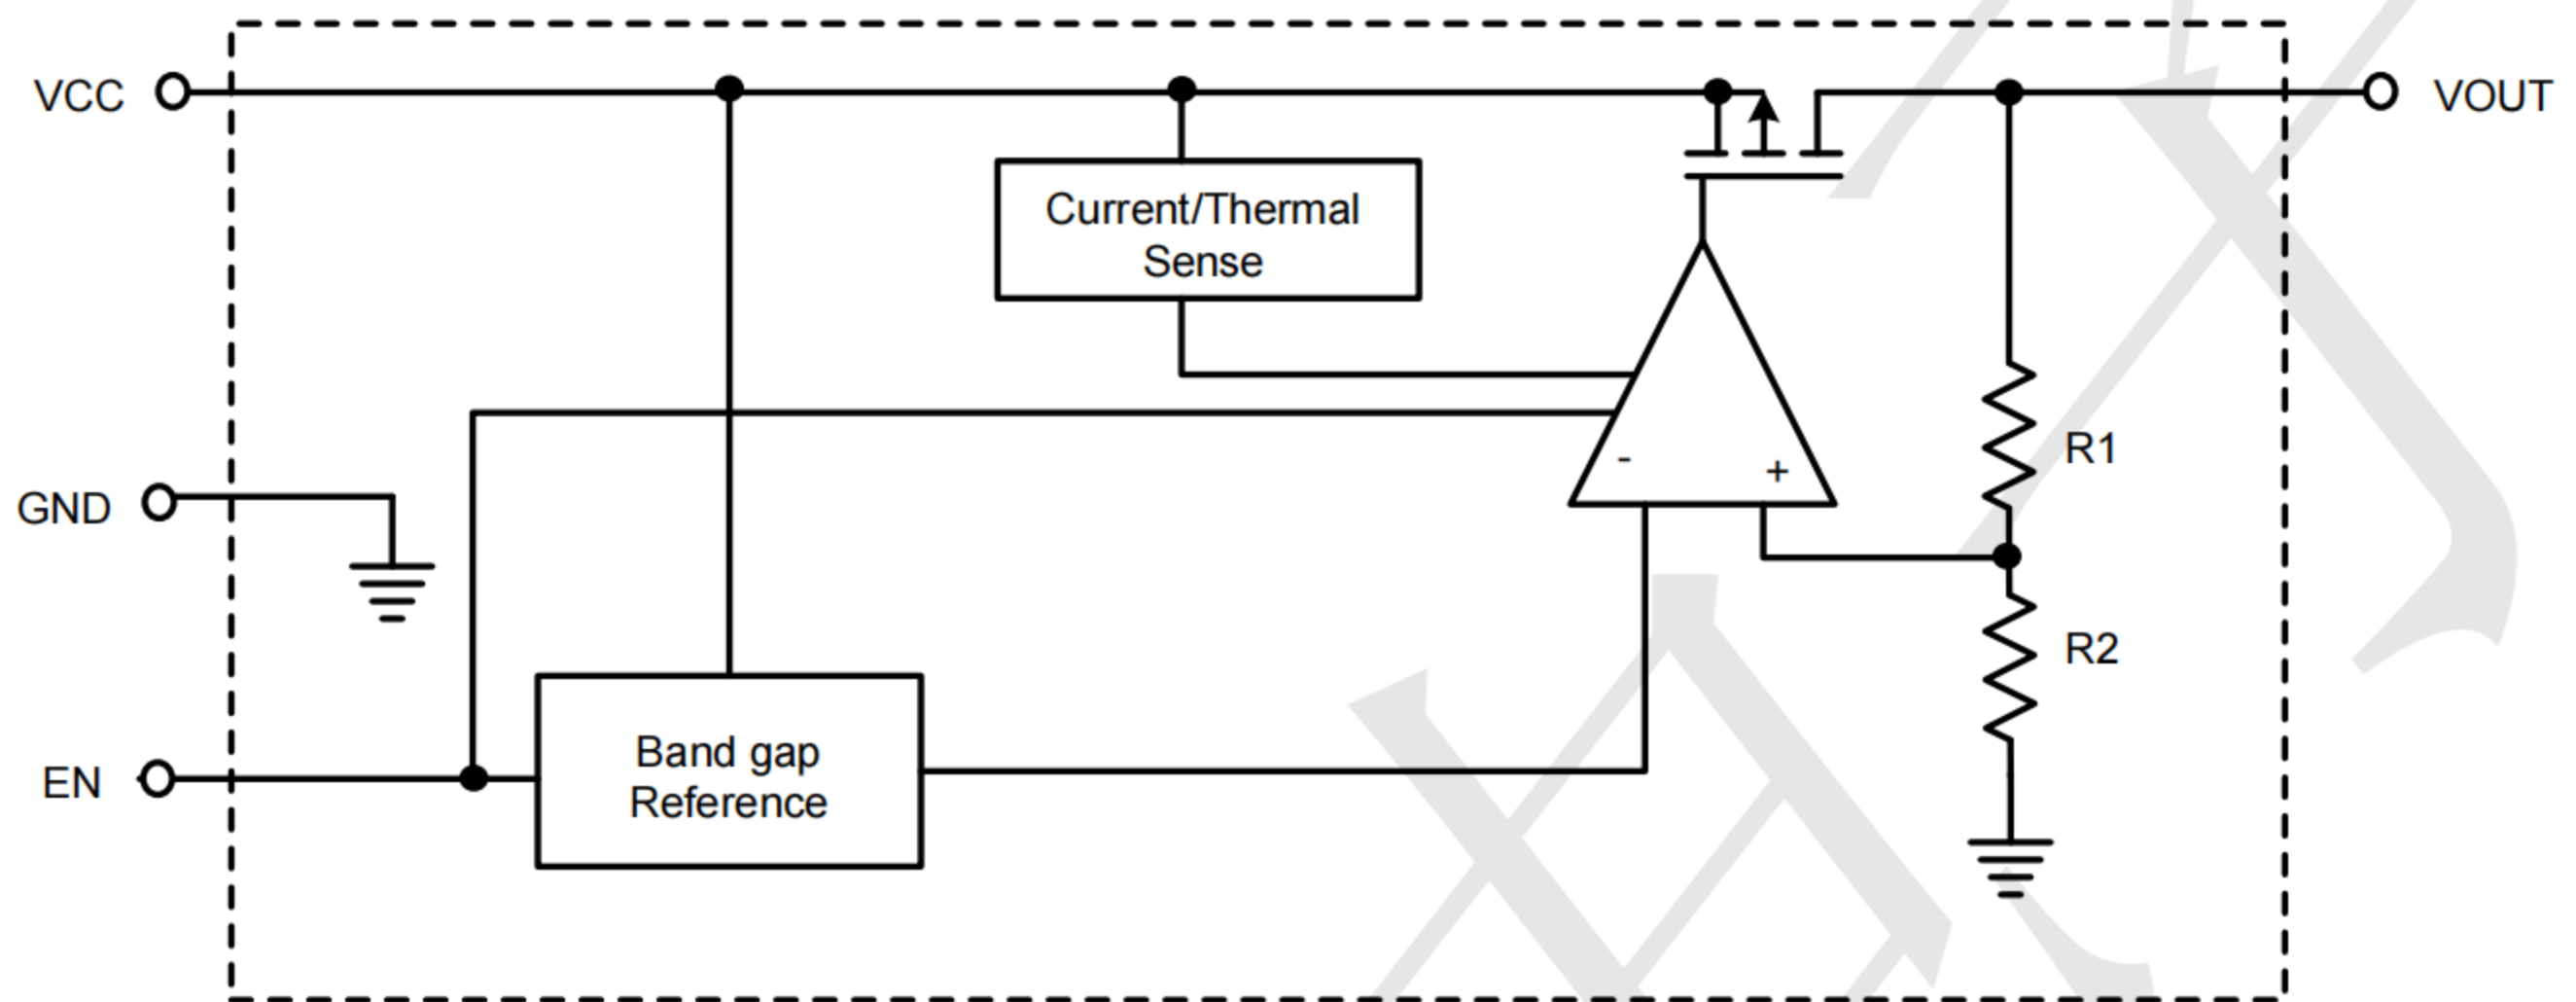 VCC
VOUT
Current/Thermal
Sense
-
+
R1
GND
R2
EN
Band gap
Reference